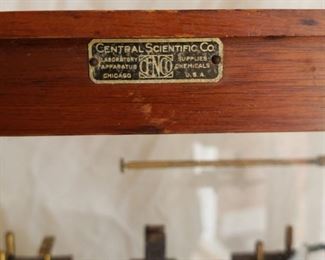 CENTRAL SCIENTIFIC CO.
LABORATORY CENCO SUPPLIES
APPARATUS CHEMICALS
CHICAGO U.S.A.